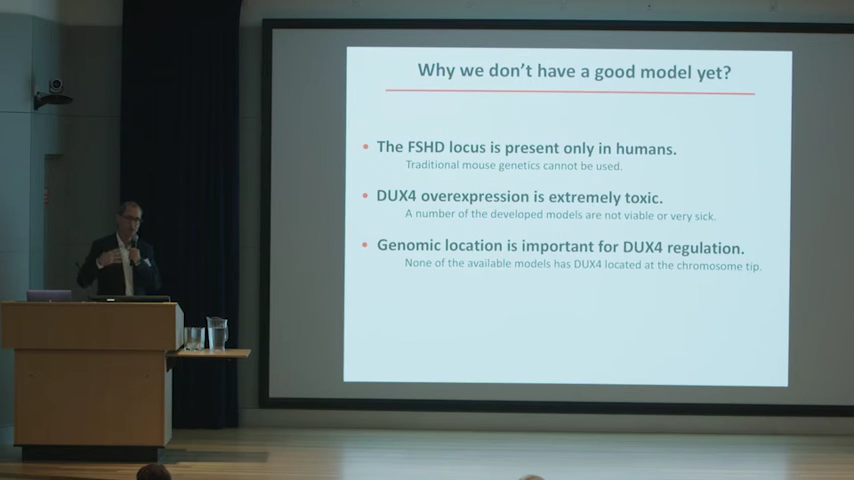 Why we don't have a good model yet?
• The FSHD locus is present only in humans.
Traditional mouse genetics cannot be used.
• DUX4 overexpression is extremely toxic.
A number of the developed models are not viable or very sick.
• Genomic location is important for DUX4 regulation.
None of the available models has DUX4 located at the chromosome tip.